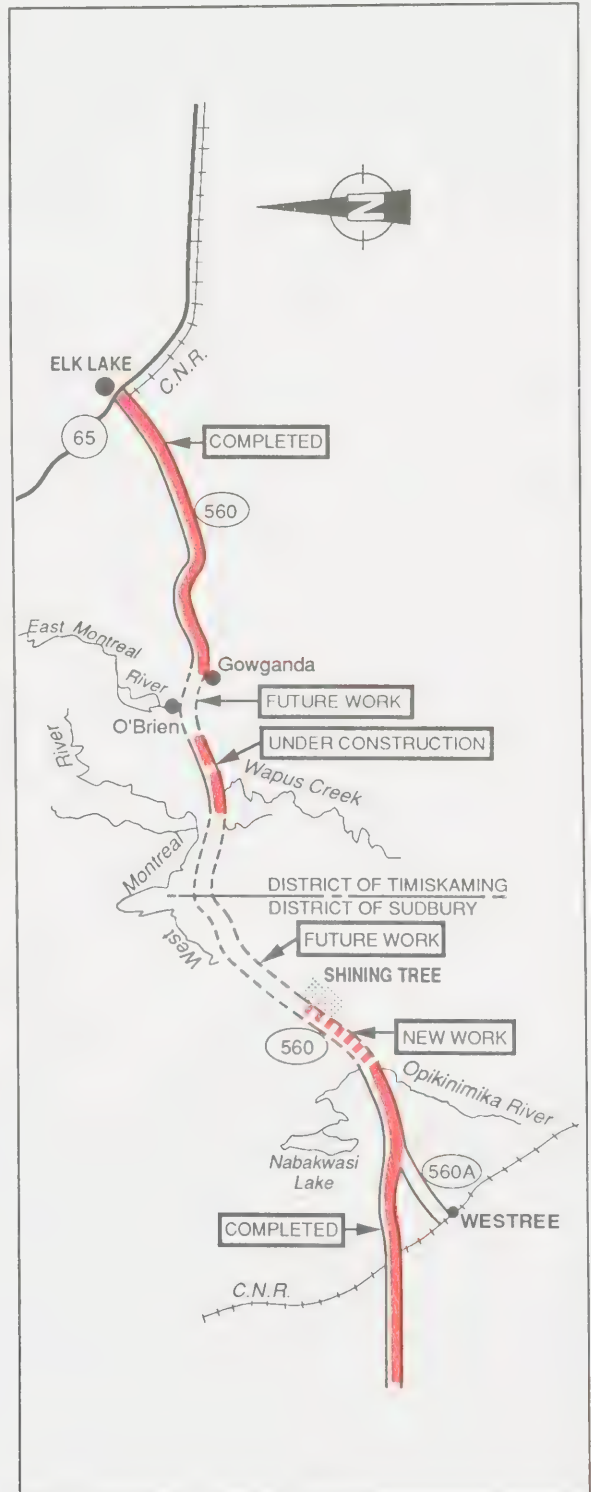 N
ELK LAKE
C.N.R.
65
COMPLETED
560
East Montreal
River
Gowganda
O'Brien
FUTURE WORK
UNDER CONSTRUCTION
River
Wapus Creek
Montreal
West
DISTRICT OF TIMISKAMING
DISTRICT OF SUDBURY
FUTURE WORK
SHINING TREE
560
NEW WORK
Opikinimika River
Nabakwasi
Lake
560A
WESTREE
COMPLETED
C.N.R.